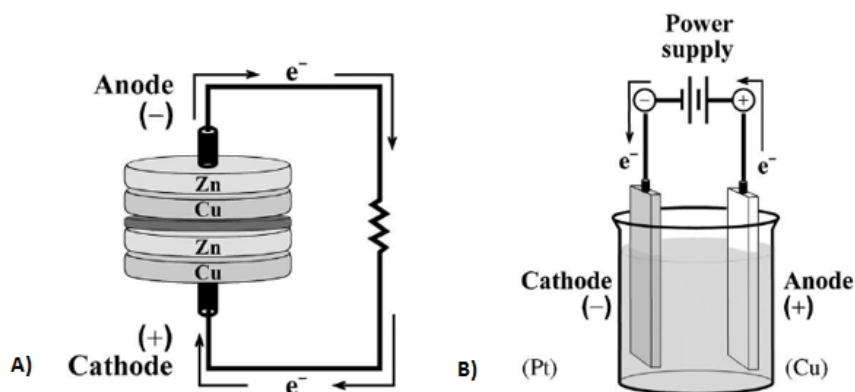 Anode
(−)
e⁻
Zn
Cu
Zn
Cu
(+)
Cathode
e⁻
A)
Power
supply
−
+
e⁻
e⁻
Cathode
(−)
Anode
(+)
B)
(Pt)
(Cu)